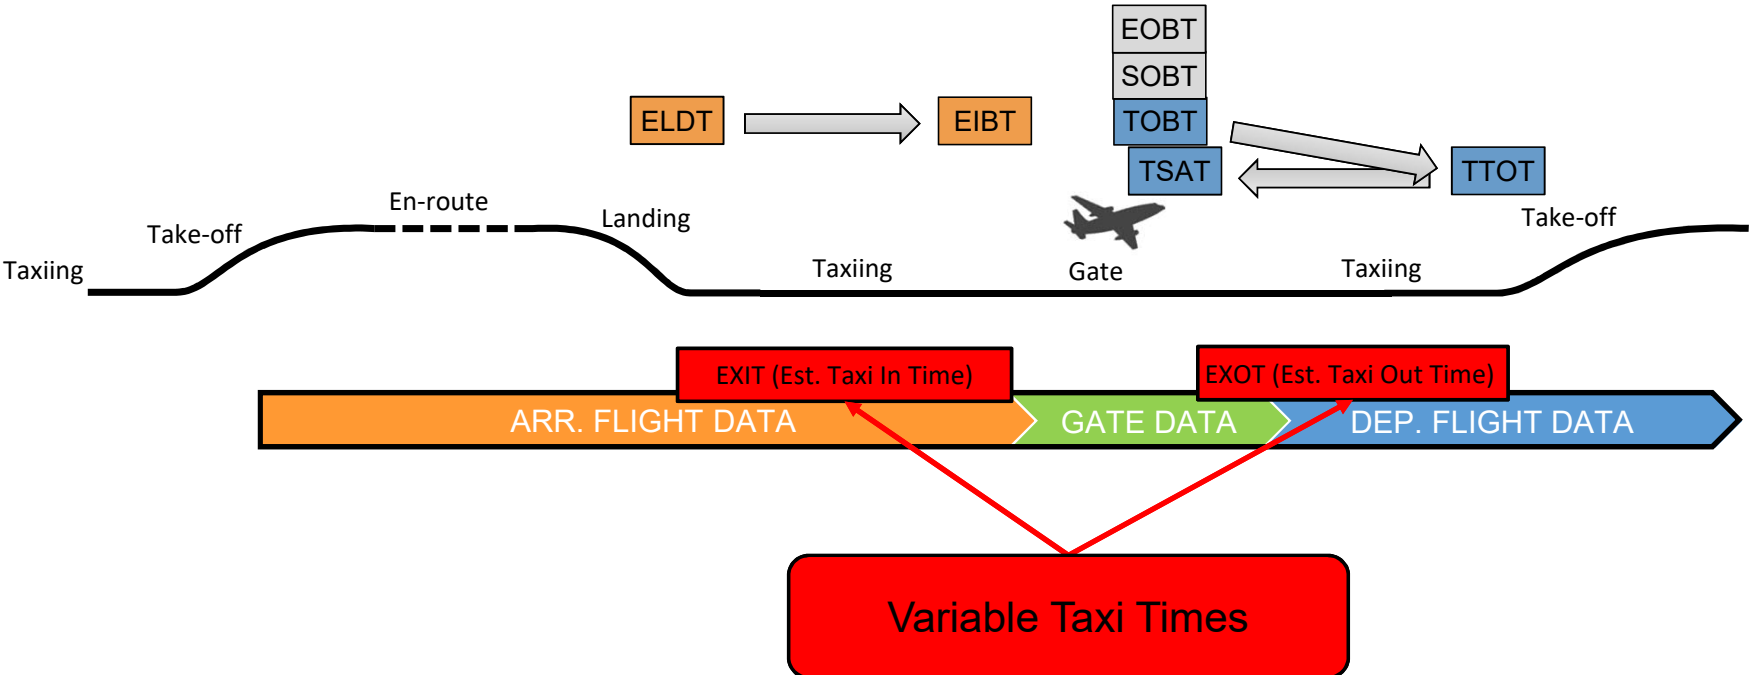 EOBT
SOBT
ELDT
EIBT
TOBT
TSAT
TTOT
En-route
Take-off
Landing
Take-off
Taxiing
Taxiing
Gate
Taxiing
EXIT (Est. Taxi In Time)
EXOT (Est. Taxi Out Time)
ARR. FLIGHT DATA
GATE DATA
DEP. FLIGHT DATA
Variable Taxi Times